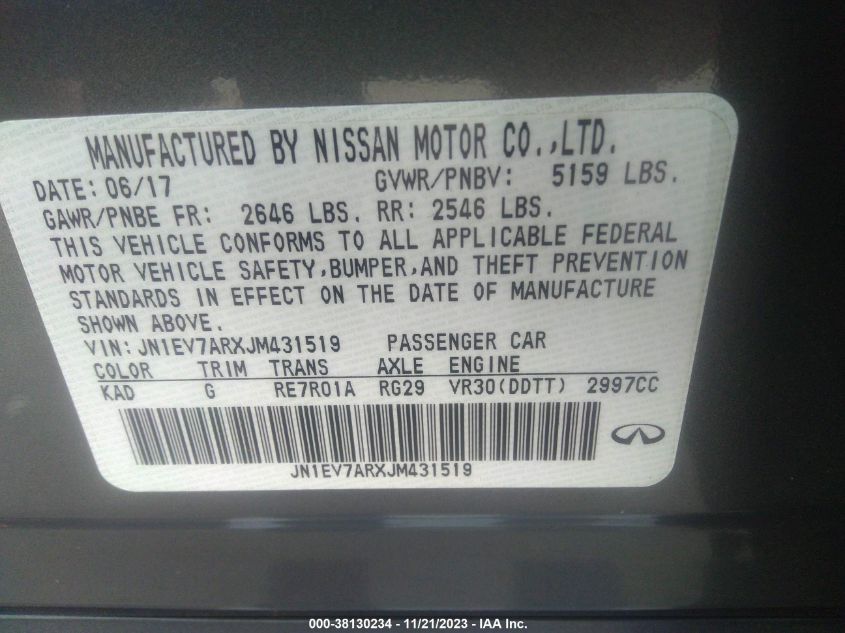 MANUFACTURED BY NISSAN MOTOR CO.,LTD.
DATE: 06/17 GVWR/PNBV: 5159 LBS.
GAWR/PNBE FR: 2646 LBS. RR: 2546 LBS.
THIS VEHICLE CONFORMS TO ALL APPLICABLE FEDERAL
MOTOR VEHICLE SAFETY,BUMPER,AND THEFT PREVENTION
STANDARDS IN EFFECT ON THE DATE OF MANUFACTURE
SHOWN ABOVE.
VIN: JN1EV7ARXJM431519 PASSENGER CAR
COLOR TRIM TRANS AXLE ENGINE
KAD G RE7R01A RG29 VR30(DDTT) 2997CC
JN1EV7ARXJM431519
000-38130234 - 11/21/2023 - IAA Inc.